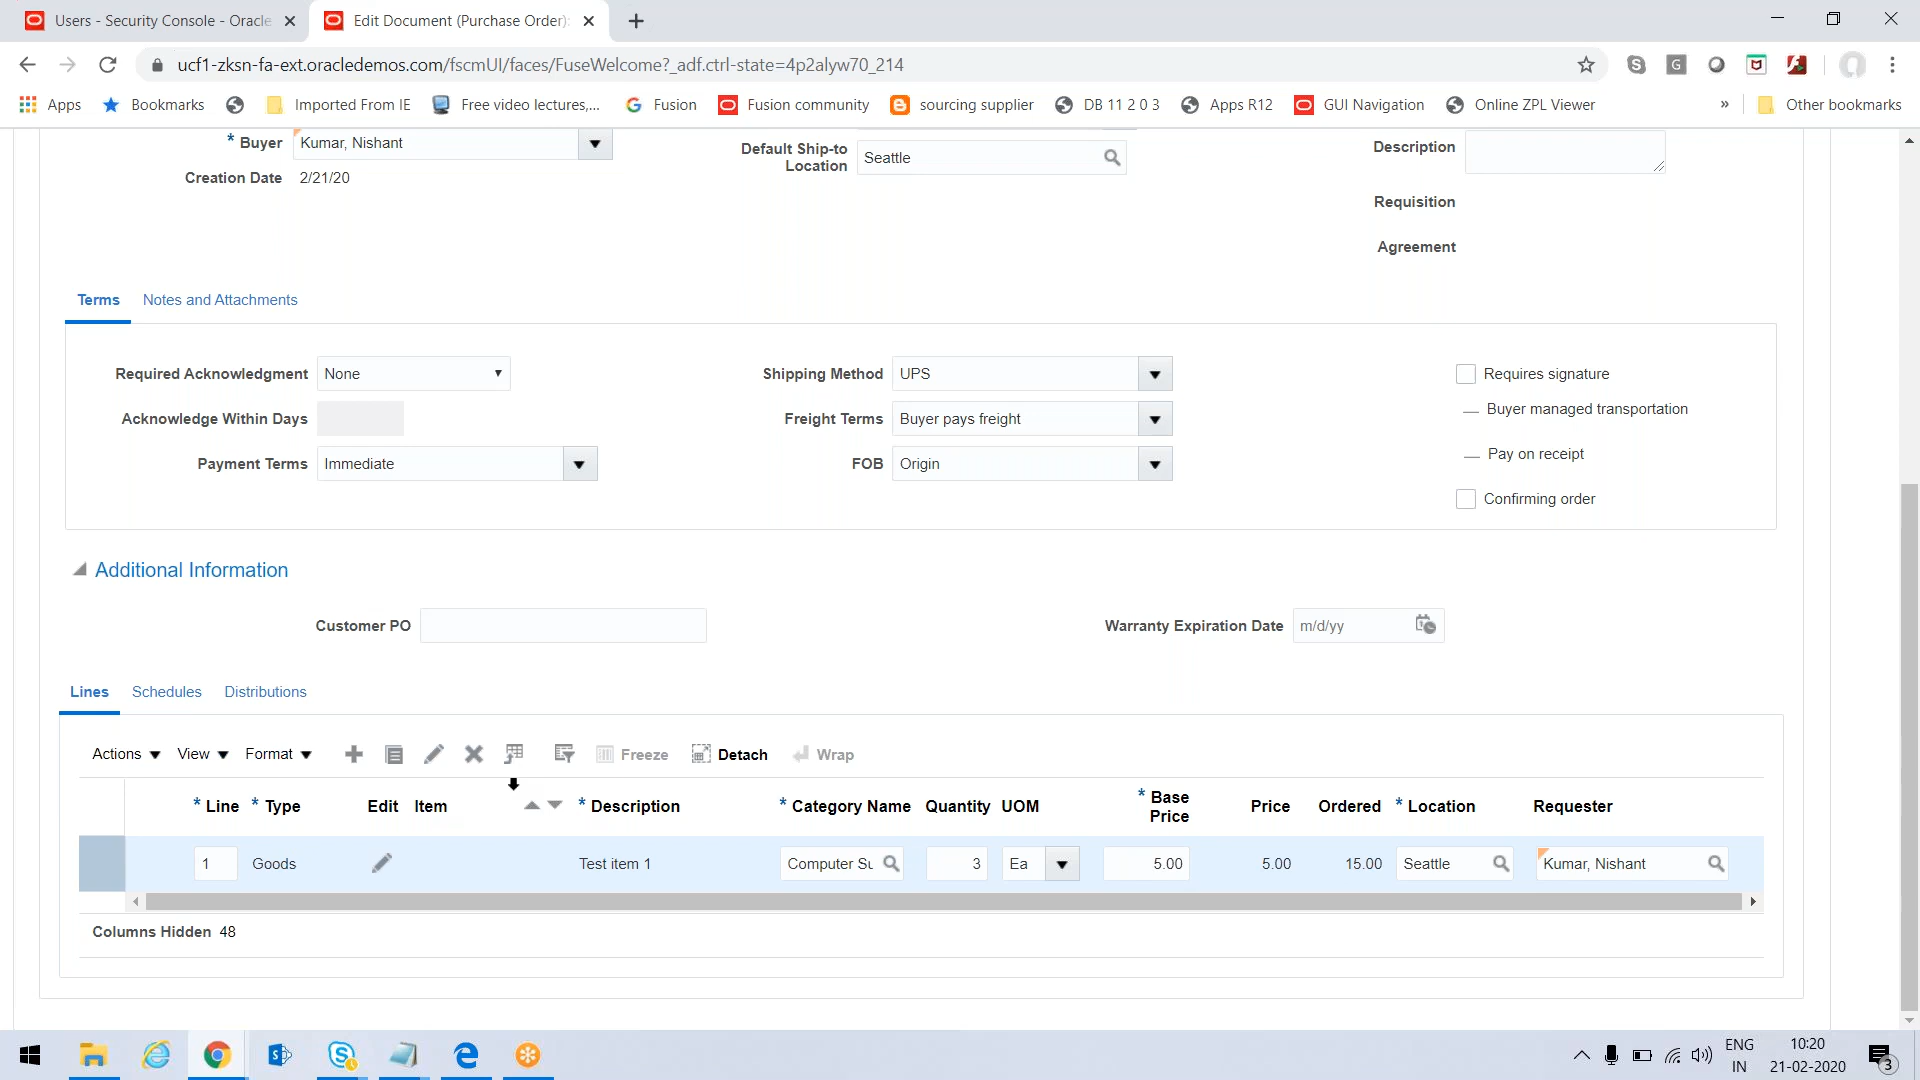 Users - Security Console - Oracle
Edit Document (Purchase Order):
ucf1-zksn-fa-ext.oracledemos.com/fscmUI/faces/FuseWelcome?_adf.ctrl-state=4p2alyw70_214
Apps
Bookmarks
Imported From IE
Free video lectures,...
Fusion
Fusion community
sourcing supplier
DB 11 2 0 3
Apps R12
GUI Navigation
Online ZPL Viewer
»
Other bookmarks
* Buyer Kumar, Nishant
Creation Date 2/21/20
Default Ship-to
Location
Seattle
Description
Requisition
Agreement
Terms Notes and Attachments
Required Acknowledgment None
Acknowledge Within Days
Payment Terms Immediate
Shipping Method UPS
Freight Terms Buyer pays freight
FOB Origin
Requires signature
Buyer managed transportation
Pay on receipt
Confirming order
Additional Information
Customer PO
Warranty Expiration Date m/d/yy
Lines Schedules Distributions
Actions View Format Freeze Detach Wrap
* Line * Type Edit Item * Description * Category Name Quantity UOM * Base Price Price Ordered * Location Requester
1 Goods Test item 1 Computer Su 3 Ea 5.00 5.00 15.00 Seattle Kumar, Nishant
Columns Hidden 48
ENG
IN
10:20
21-02-2020
3